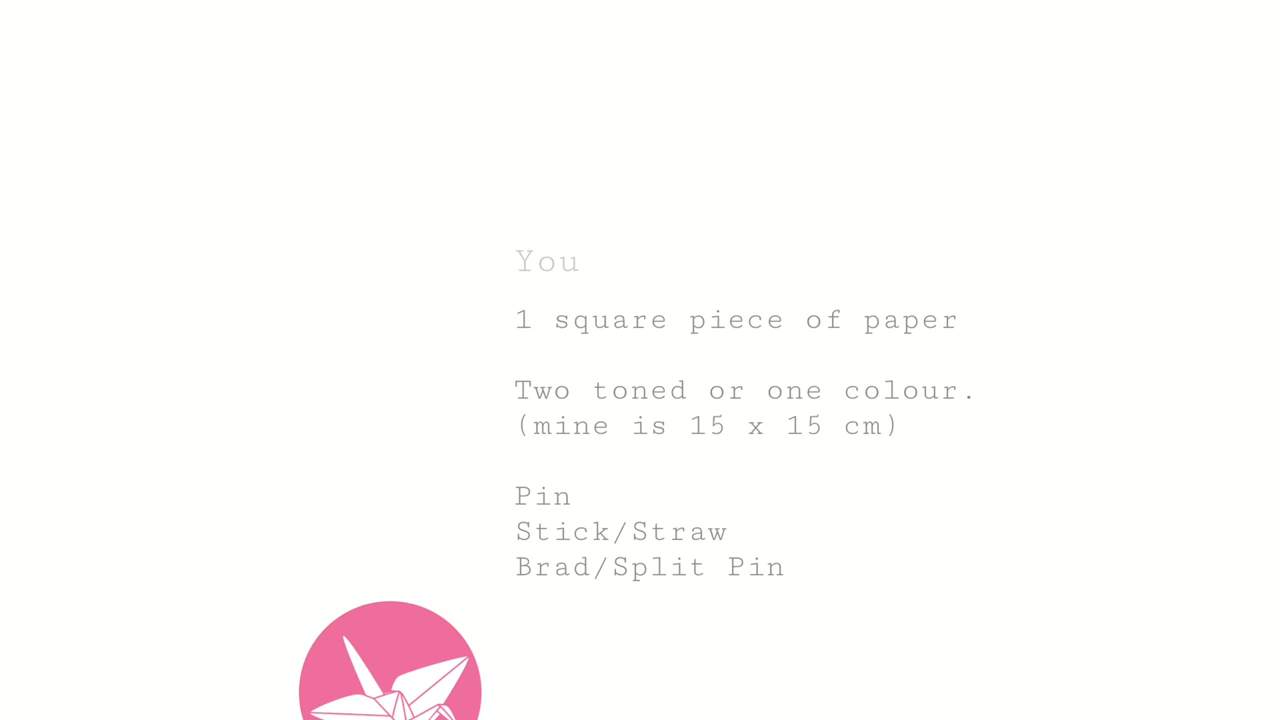 You
1 square piece of paper
Two toned or one colour.
(mine is 15 x 15 cm)
Pin
Stick/Straw
Brad/Split Pin